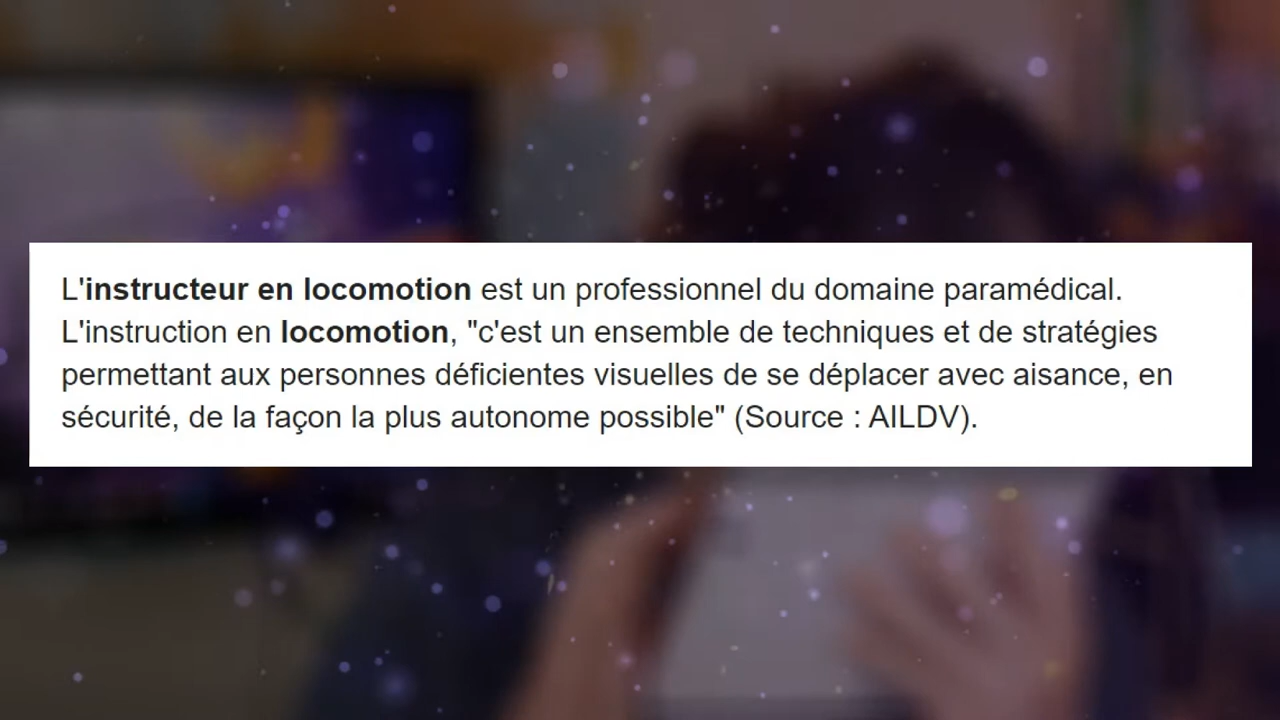 L'instructeur en locomotion est un professionnel du domaine paramédical.
L'instruction en locomotion, "c'est un ensemble de techniques et de stratégies
permettant aux personnes déficientes visuelles de se déplacer avec aisance, en
sécurité, de la façon la plus autonome possible" (Source : AILDV).